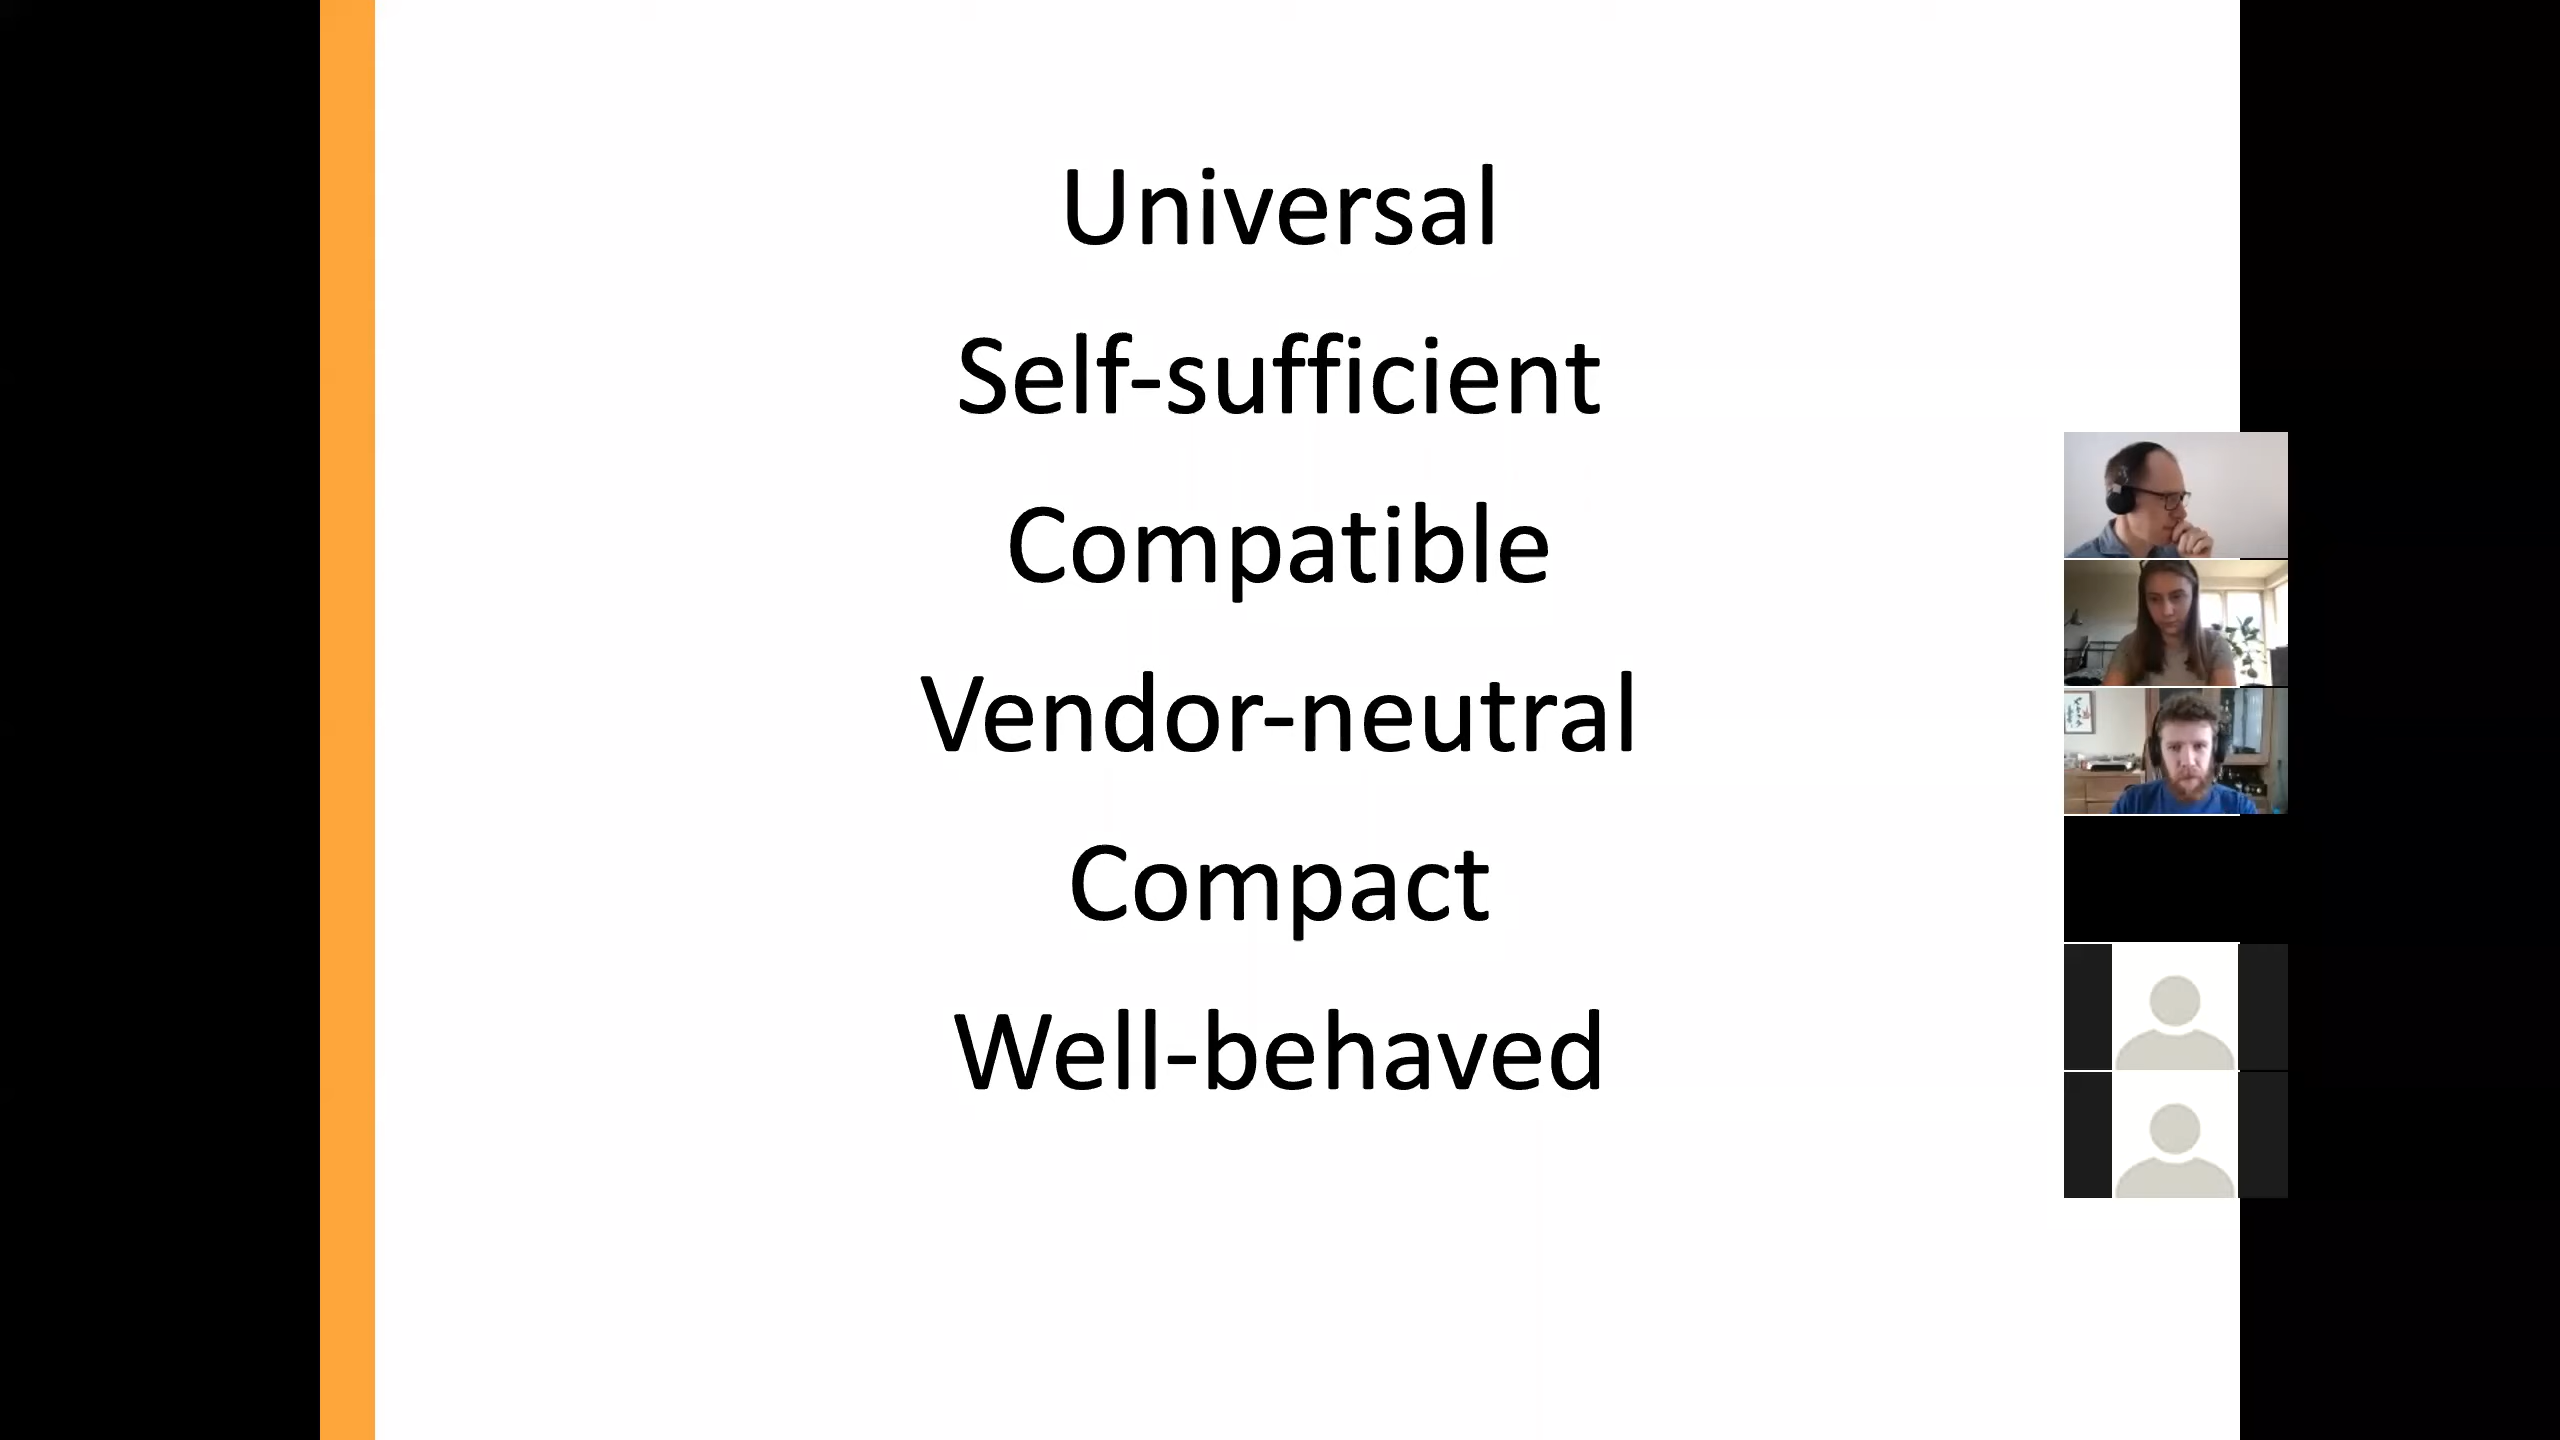 Universal
Self-sufficient
Compatible
Vendor-neutral
Compact
Well-behaved